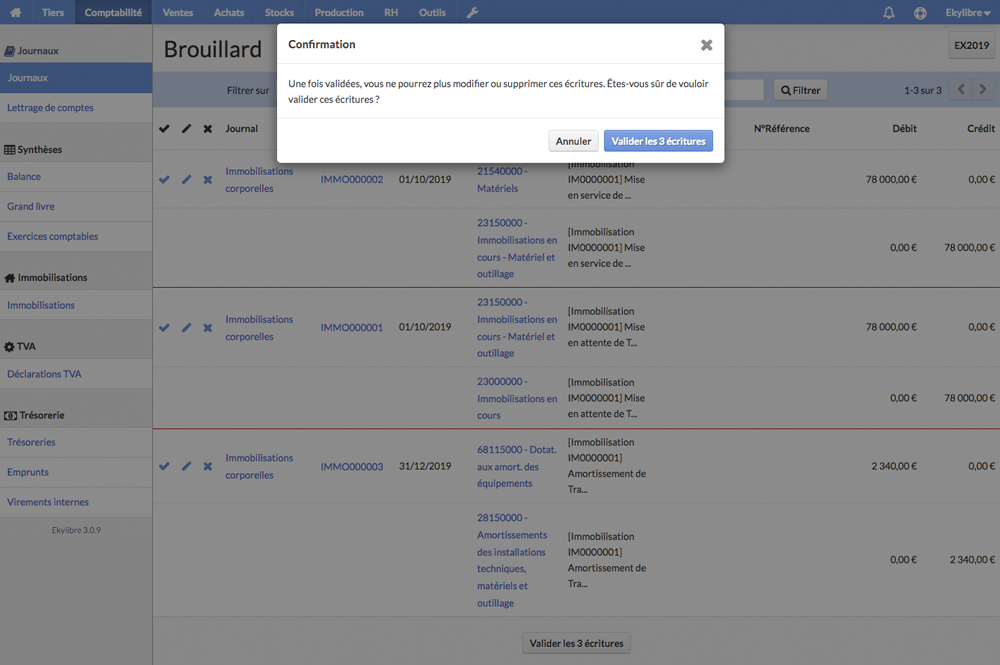 Tiers Comptabilité Ventes Achats Stocks Production RH Outils Ekylibre
Journaux
Journaux
Lettrage de comptes
Synthèses
Balance
Grand livre
Exercices comptables
Immobilisations
Immobilisations
TVA
Déclarations TVA
Trésorerie
Trésoreries
Emprunts
Virements internes
Ekylibre 3.0.9
Brouillard
EX2019
Confirmation
Une fois validées, vous ne pourrez plus modifier ou supprimer ces écritures. Êtes-vous sûr de vouloir
valider ces écritures ?
Annuler Valider les 3 écritures
Filtrer sur Filtrer 1-3 sur 3
Journal N°Référence Débit Crédit
Immobilisations
corporelles
IMMO000002 01/10/2019
21540000 -
Matériels
[Immobilisation
IM0000001] Mise
en service de ...
78 000,00 € 0,00 €
23150000 -
Immobilisations en
cours - Matériel et
outillage
[Immobilisation
IM0000001] Mise
en service de ...
0,00 € 78 000,00 €
Immobilisations
corporelles
IMMO000001 01/10/2019
23150000 -
Immobilisations en
cours - Matériel et
outillage
[Immobilisation
IM0000001] Mise
en attente de T...
78 000,00 € 0,00 €
23000000 -
Immobilisations en
cours
[Immobilisation
IM0000001] Mise
en attente de T...
0,00 € 78 000,00 €
Immobilisations
corporelles
IMMO000003 31/12/2019
68115000 - Dotat.
aux amort. des
équipements
[Immobilisation
IM0000001]
Amortissement de
Tra...
2 340,00 € 0,00 €
28150000 -
Amortissements
des installations
techniques,
matériels et
outillage
[Immobilisation
IM0000001]
Amortissement de
Tra...
0,00 € 2 340,00 €
Valider les 3 écritures